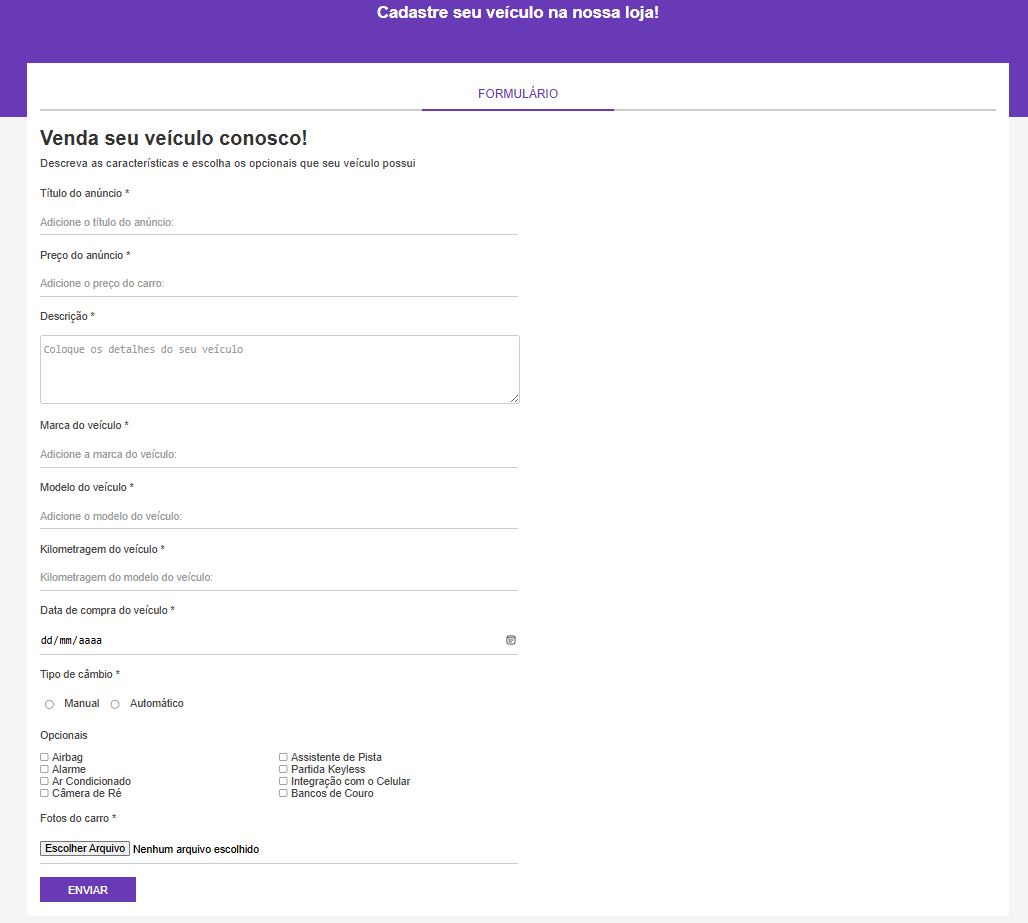 Cadastre seu veículo na nossa loja!
FORMULÁRIO
Venda seu veículo conosco!
Descreva as características e escolha os opcionais que seu veículo possui
Título do anúncio *
Adicione o título do anúncio:
Preço do anúncio *
Adicione o preço do carro:
Descrição *
Coloque os detalhes do seu veículo
Marca do veículo *
Adicione a marca do veículo:
Modelo do veículo *
Adicione o modelo do veículo:
Kilometragem do veículo *
Kilometragem do modelo do veículo:
Data de compra do veículo *
dd/mm/aaaa
Tipo de câmbio *
Manual Automático
Opcionais
Airbag Assistente de Pista
Alarme Partida Keyless
Ar Condicionado Integração com o Celular
Câmera de Ré Bancos de Couro
Fotos do carro *
Escolher Arquivo Nenhum arquivo escolhido
ENVIAR